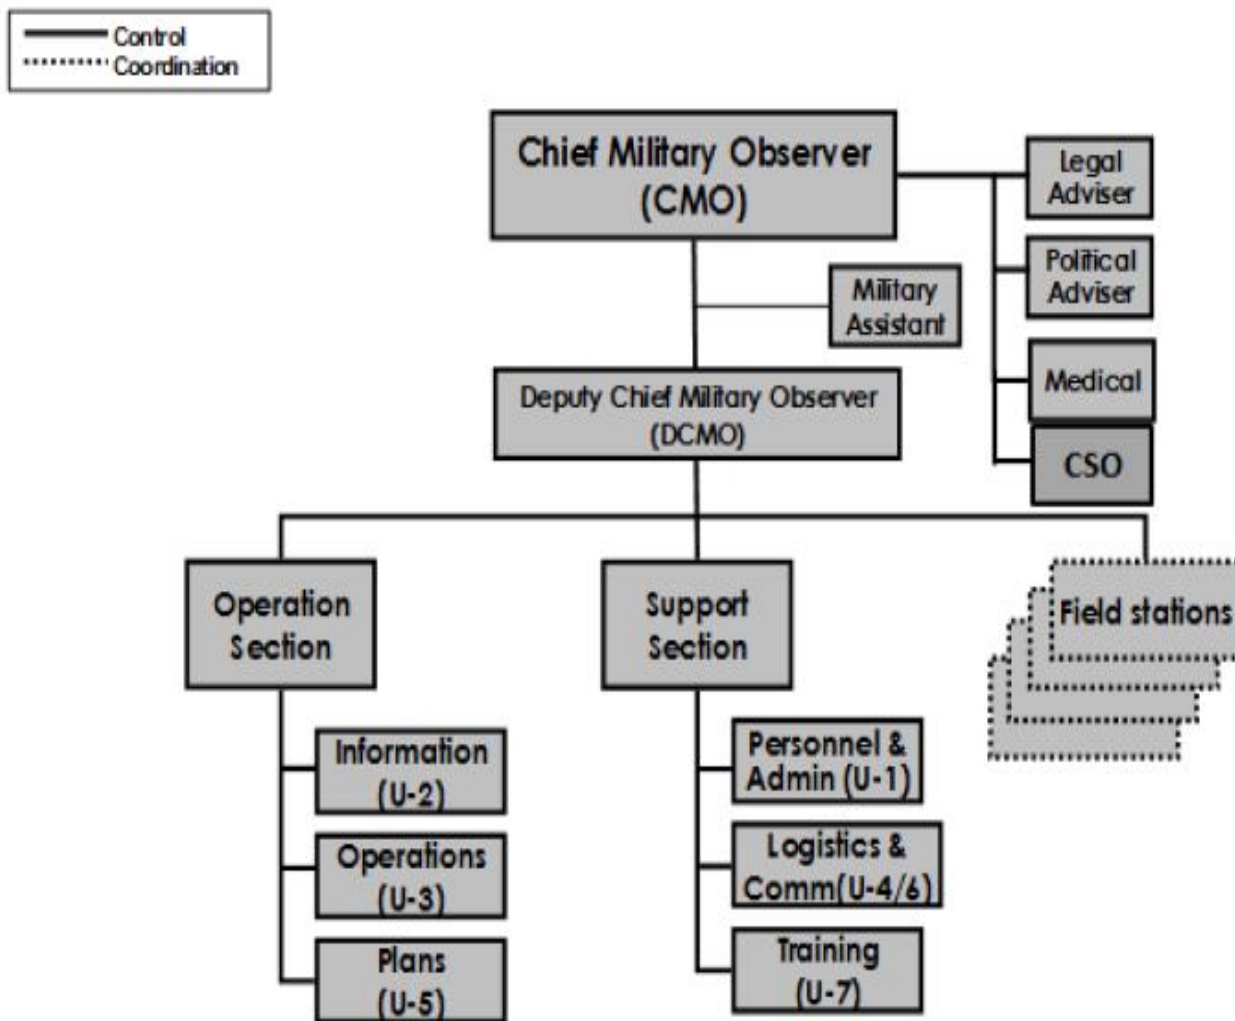 Control
Coordination
Chief Military Observer
(CMO)
Legal
Adviser
Political
Adviser
Military
Assistant
Medical
Deputy Chief Military Observer
(DCMO)
CSO
Operation
Section
Support
Section
Field stations
Information
(U-2)
Operations
(U-3)
Plans
(U-5)
Personnel &
Admin (U-1)
Logistics &
Comm(U-4/6)
Training
(U-7)